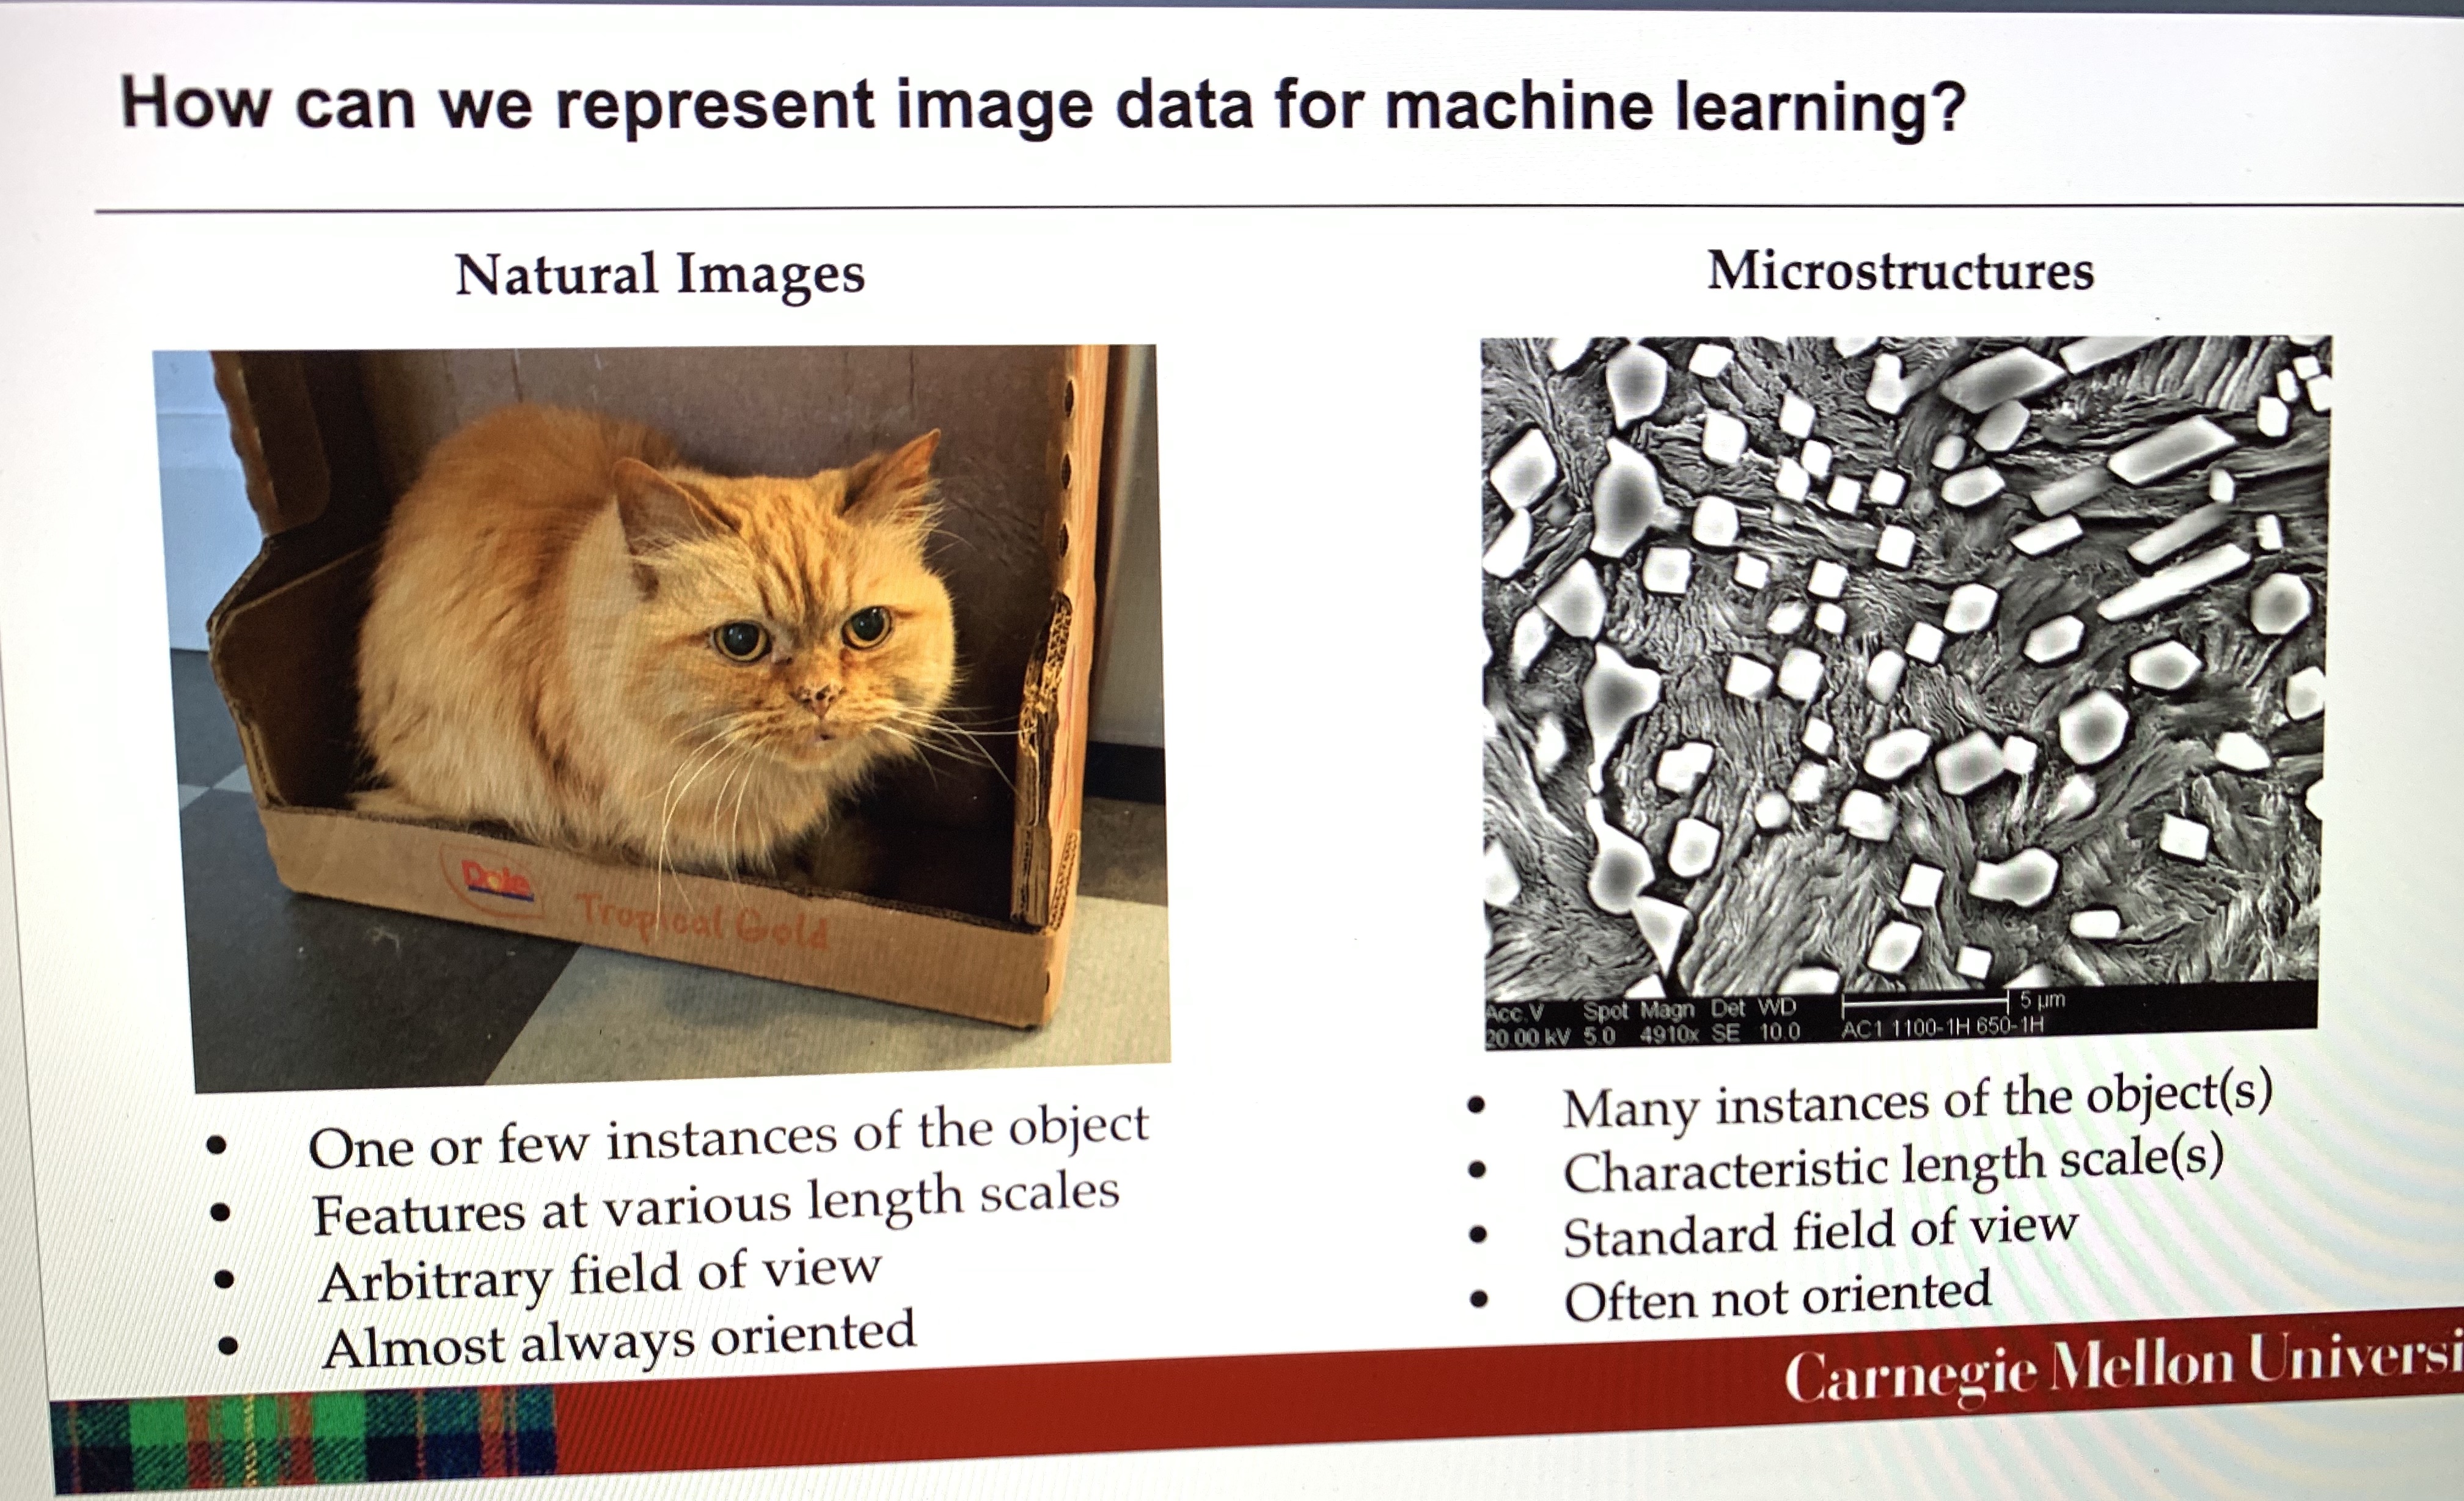 How can we represent image data for machine learning?
Natural Images
Microstructures
Dole
Tropical Gold
Acc.V Spot Magn Det WD 5 µm
20.00 kV 5.0 4910x SE 10.0 AC1 1100-1H 650-1H
• One or few instances of the object
• Features at various length scales
• Arbitrary field of view
• Almost always oriented
• Many instances of the object(s)
• Characteristic length scale(s)
• Standard field of view
• Often not oriented
Carnegie Mellon Universi